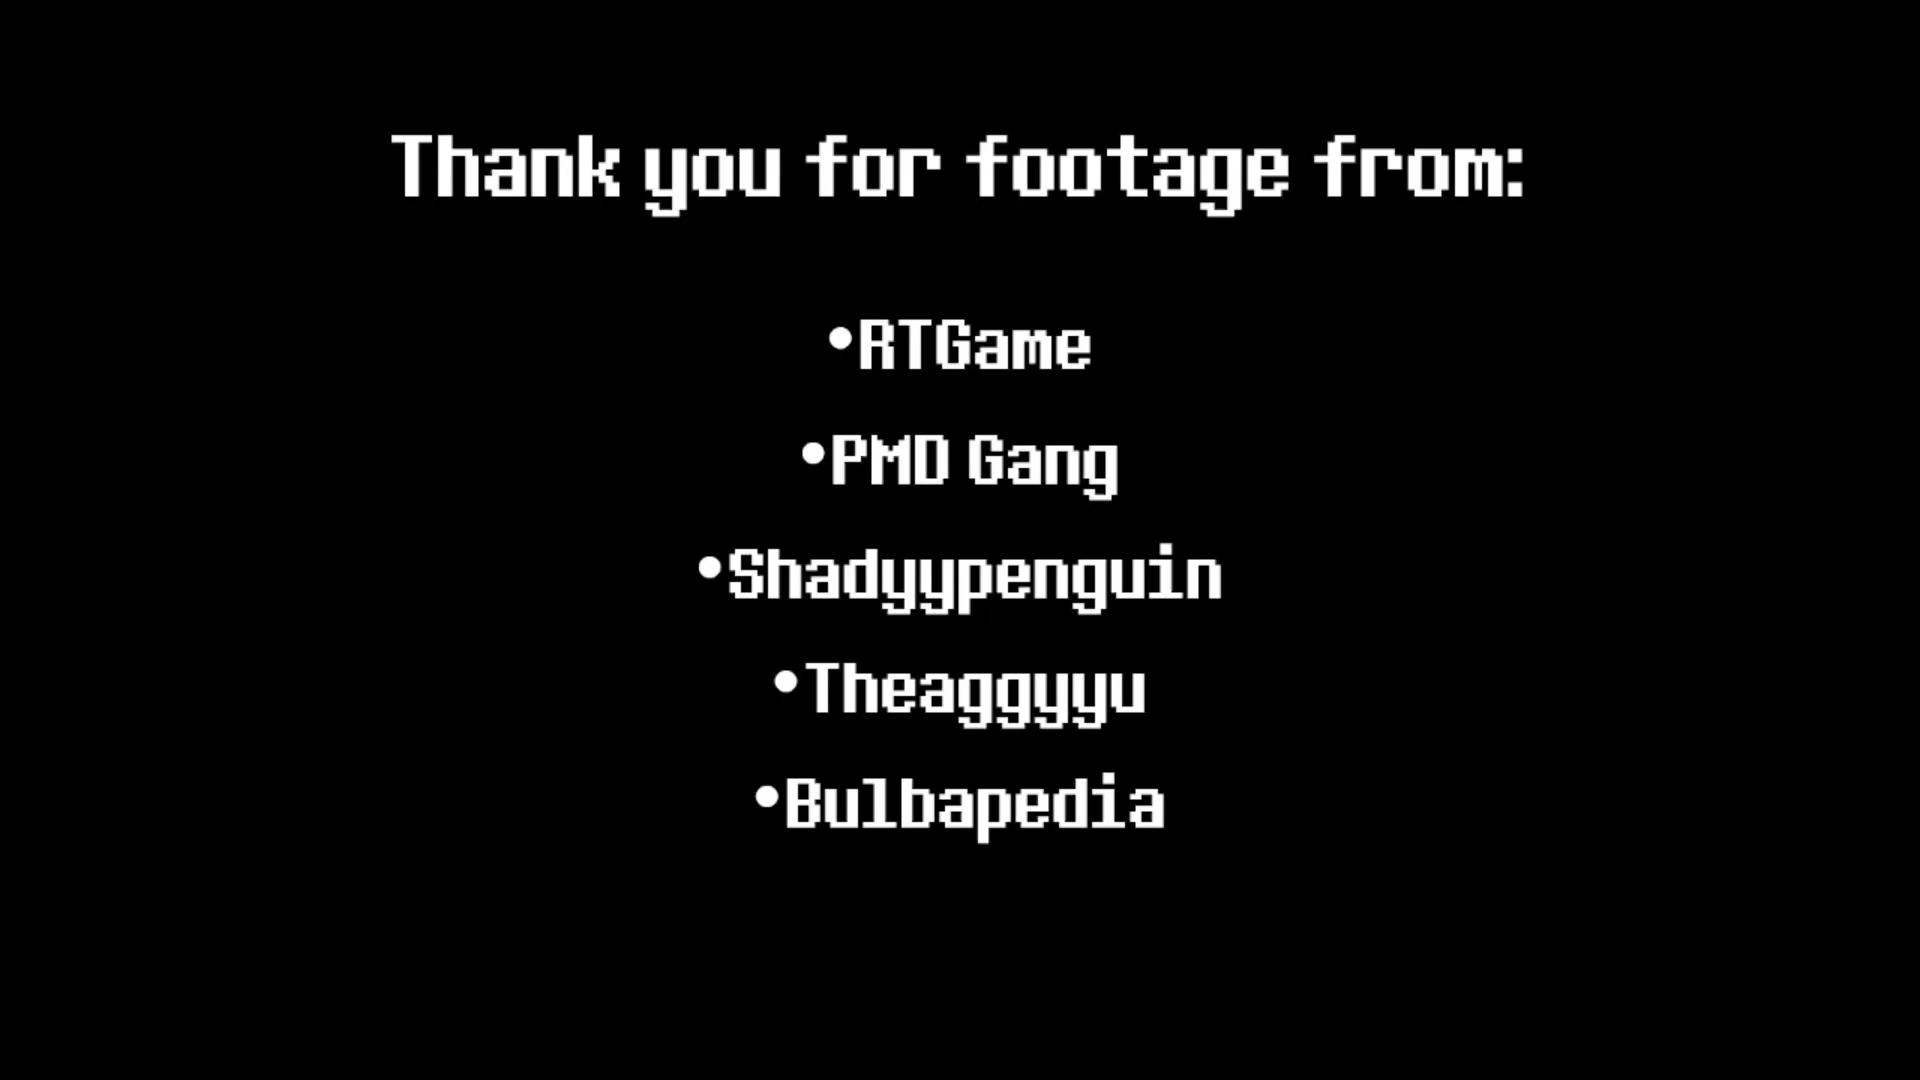 Thank you for footage from:
•RTGame
•PMD Gang
•Shadyypenguin
•Theaggyyu
•Bulbapedia